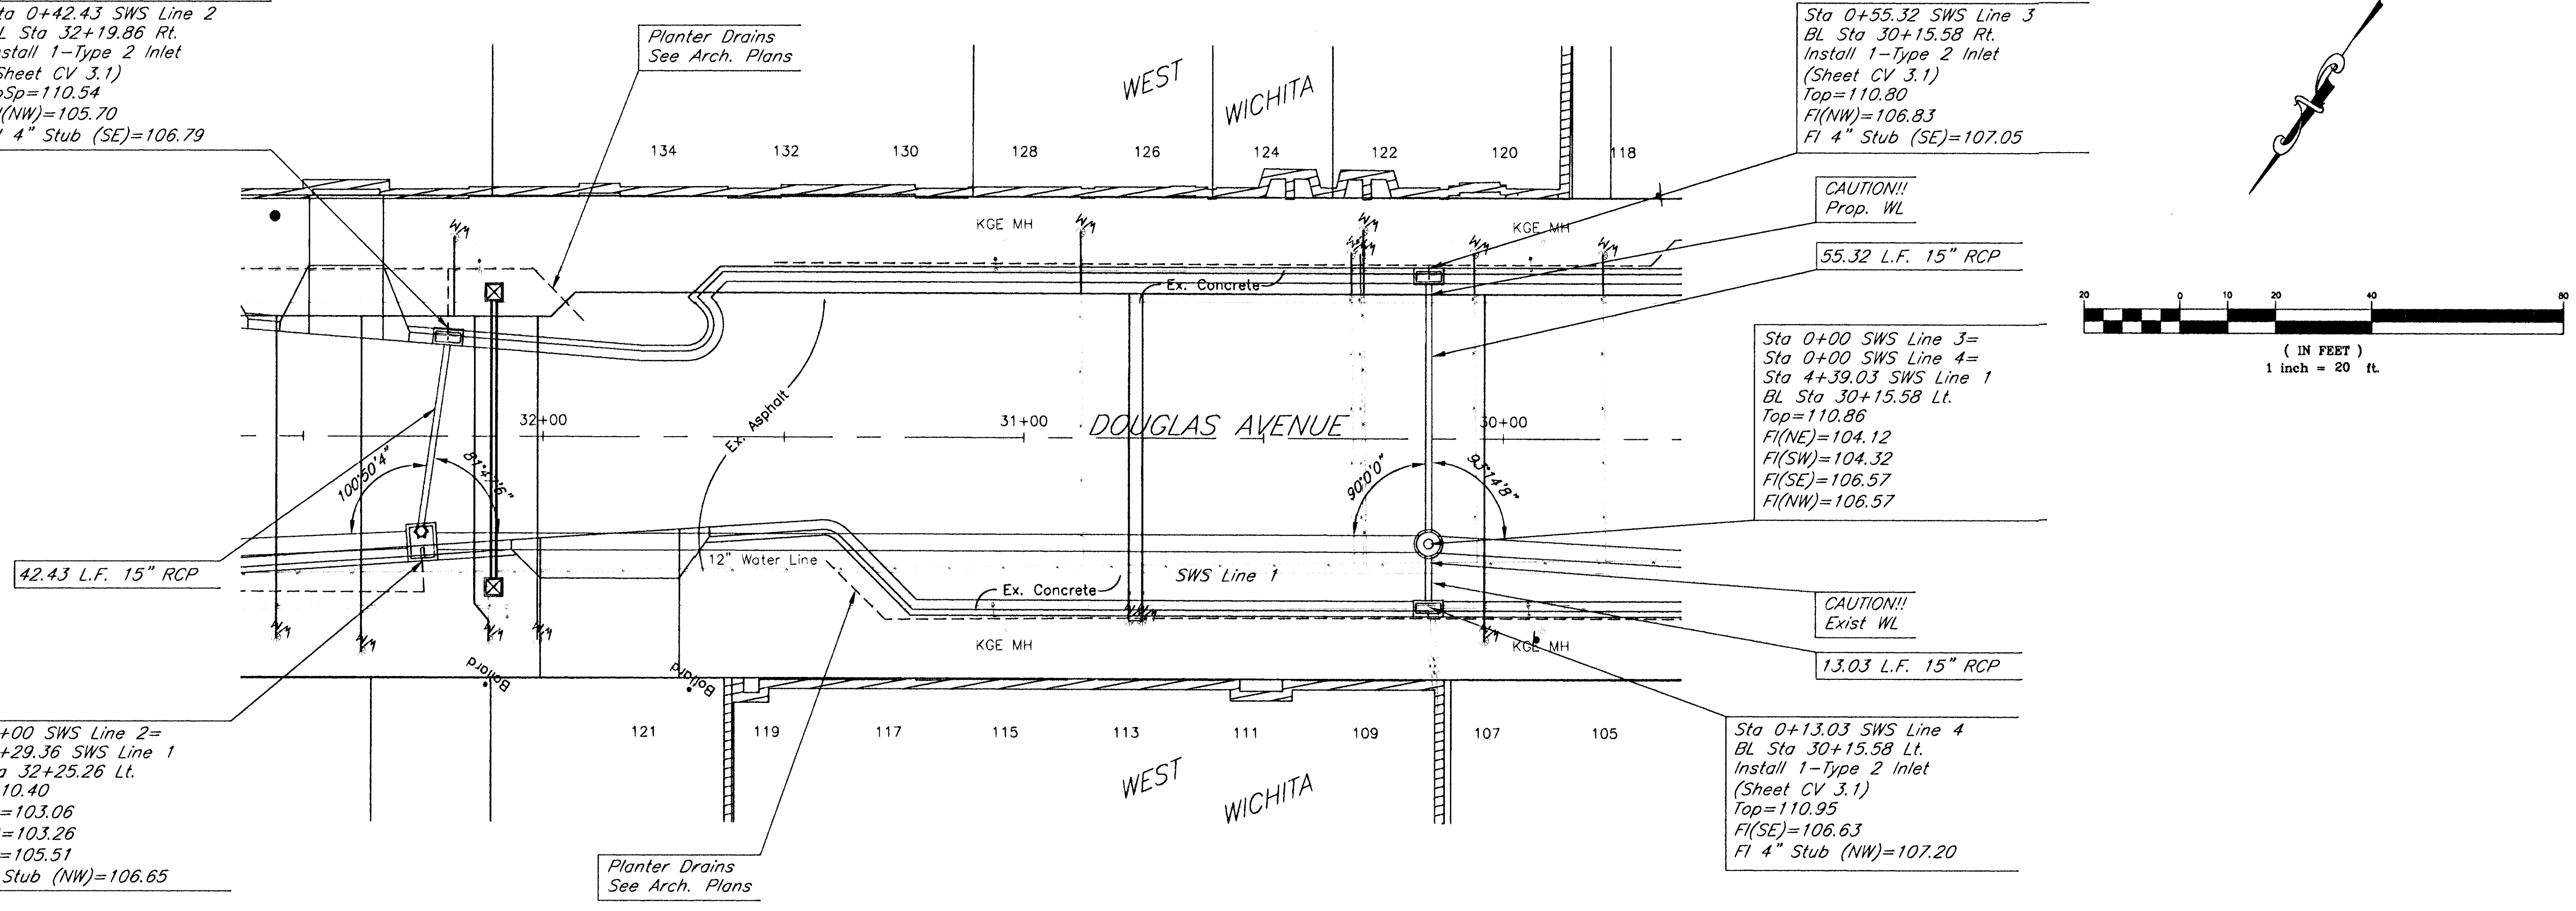 Sta 0+42.43 SWS Line 2
BL Sta 32+19.86 Rt.
Install 1-Type 2 Inlet
(Sheet CV 3.1)
=110.54
FI(NW)=105.70
4" Stub (SE)=106.79
Planter Drains
See Arch. Plans
WEST
WICHITA
Sta 0+55.32 SWS Line 3
BL Sta 30+15.58 Rt.
Install 1-Type 2 Inlet
(Sheet CV 3.1)
Top=110.80
Fl(NW)=106.83
Fl 4" Stub (SE)=107.05
134
132
130
128
126
124
122
120
118
CAUTION!!
Prop. WL
KGE MH
KGE MH
55.32 L.F. 15" RCP
Ex. Concrete
20
0
10
20
40
80
( IN FEET )
1 inch = 20 ft.
Ex. Asphalt
32+00
31+00
DOUGLAS AVENUE
30+00
Sta 0+00 SWS Line 3=
Sta 0+00 SWS Line 4=
Sta 4+39.03 SWS Line 1
BL Sta 30+15.58 Lt.
Top=110.86
Fl(NE)=104.12
Fl(SW)=104.32
Fl(SE)=106.57
Fl(NW)=106.57
100°50'4"
90°0'0"
93°14'8"
42.43 L.F. 15" RCP
12" Water Line
SWS Line 1
Ex. Concrete
CAUTION!!
Exist WL
KGE MH
KGE MH
13.03 L.F. 15" RCP
Bollard
Bollard
121
119
117
115
113
111
109
107
105
+00 SWS Line 2=
+29.36 SWS Line 1
32+25.26 Lt.
10.40
=103.06
=103.26
=105.51
Stub (NW)=106.65
WEST
WICHITA
Sta 0+13.03 SWS Line 4
BL Sta 30+15.58 Lt.
Install 1-Type 2 Inlet
(Sheet CV 3.1)
Top=110.95
Fl(SE)=106.63
Fl 4" Stub (NW)=107.20
Planter Drains
See Arch. Plans